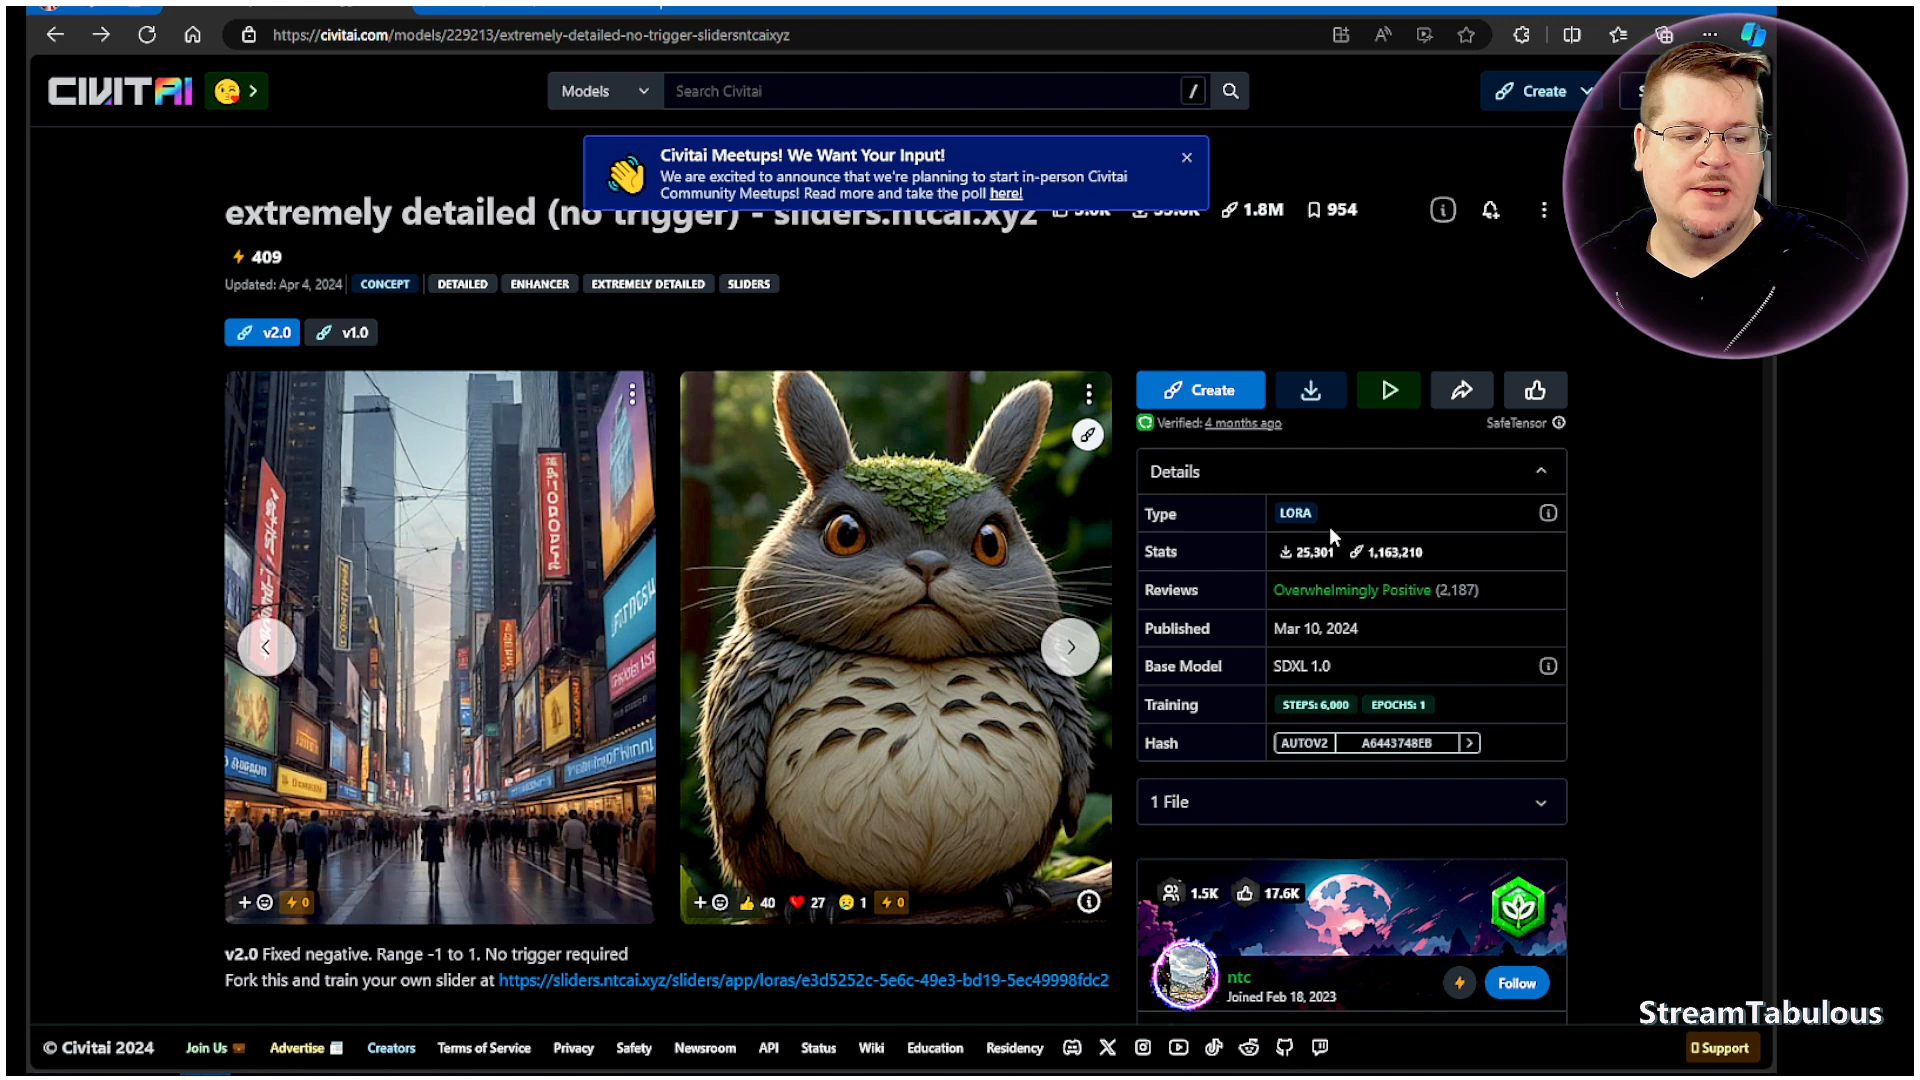 https://civitai.com/models/229213/extremely-detailed-no-trigger-slidersntcaixyz
CIVITAI
Models
Search Civitai
/
Create
Civitai Meetups! We Want Your Input!
We are excited to announce that we're planning to start in-person Civitai
Community Meetups! Read more and take the poll here!
extremely detailed (no trigger) - sliders.ntcai.xyz
1.8M
954
409
Updated: Apr 4, 2024
CONCEPT
DETAILED
ENHANCER
EXTREMELY DETAILED
SLIDERS
v2.0
v1.0
Create
Verified: 4 months ago
SafeTensor
Details
Type LORA
Stats 25,301 1,163,210
Reviews Overwhelmingly Positive (2,187)
Published Mar 10, 2024
Base Model SDXL 1.0
Training STEPS: 6,000 EPOCHS: 1
Hash AUTOV2 A6443748EB
1 File
0
40
27
1
0
1.5K
17.6K
ntc
Joined Feb 18, 2023
Follow
v2.0 Fixed negative. Range -1 to 1. No trigger required
Fork this and train your own slider at https://sliders.ntcai.xyz/sliders/app/loras/e3d5252c-5e6c-49e3-bd19-5ec49998fdc2
StreamTabulous
© Civitai 2024
Join Us
Advertise
Creators
Terms of Service
Privacy
Safety
Newsroom
API
Status
Wiki
Education
Residency
Support